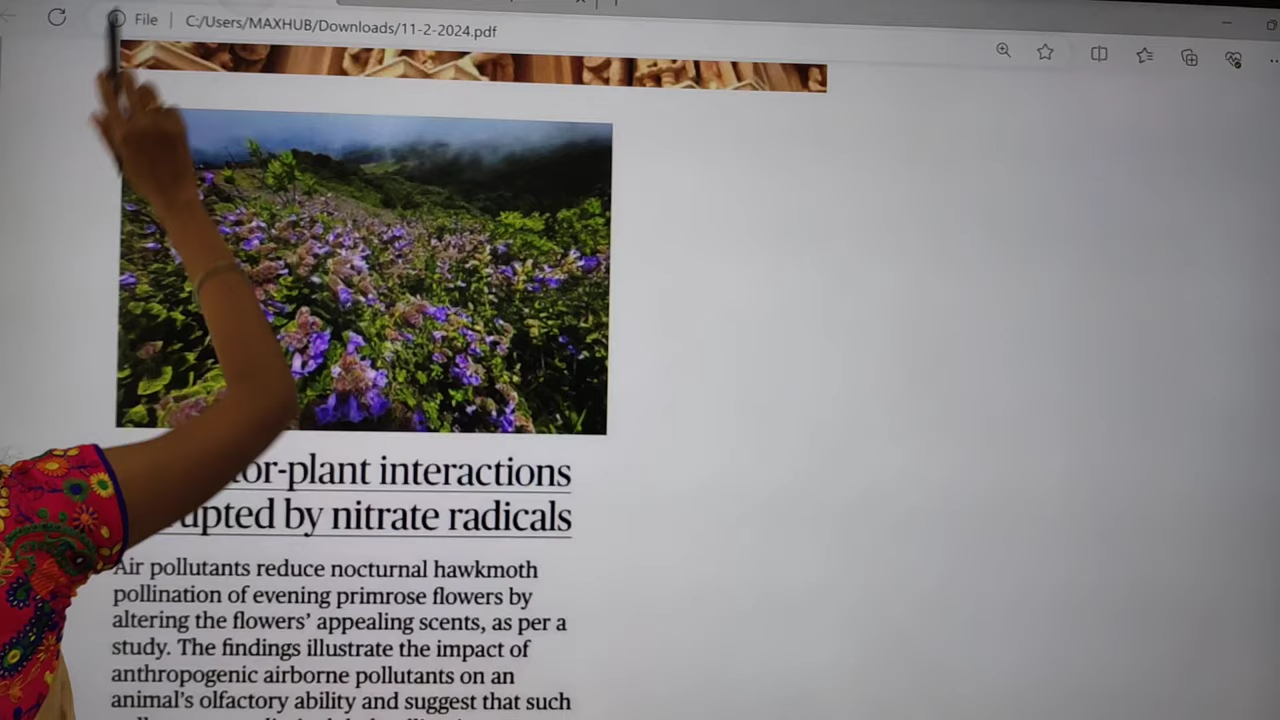 File | C:/Users/MAXHUB/Downloads/11-2-2024.pdf
or-plant interactions
upted by nitrate radicals
Air pollutants reduce nocturnal hawkmoth
pollination of evening primrose flowers by
altering the flowers’ appealing scents, as per a
study. The findings illustrate the impact of
anthropogenic airborne pollutants on an
animal’s olfactory ability and suggest that such